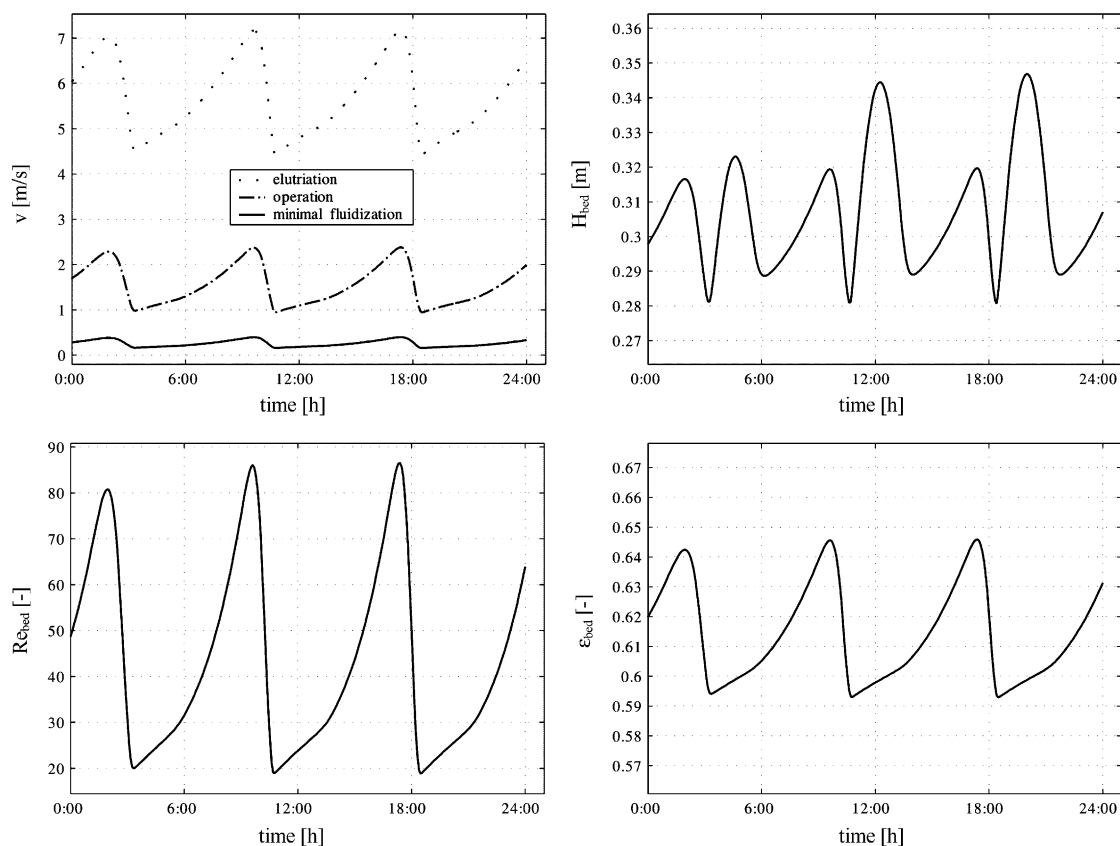 7
6
5
4
3
2
1
0
v [m/s]
elutriation
operation
minimal fluidization
0:00 6:00 12:00 18:00 24:00
time [h]
0.36
0.35
0.34
0.33
0.32
0.31
0.3
0.29
0.28
0.27
H_bed [m]
0:00 6:00 12:00 18:00 24:00
time [h]
90
80
70
60
50
40
30
20
Re_bed [-]
0:00 6:00 12:00 18:00 24:00
time [h]
0.67
0.66
0.65
0.64
0.63
0.62
0.61
0.6
0.59
0.58
0.57
ε_bed [-]
0:00 6:00 12:00 18:00 24:00
time [h]